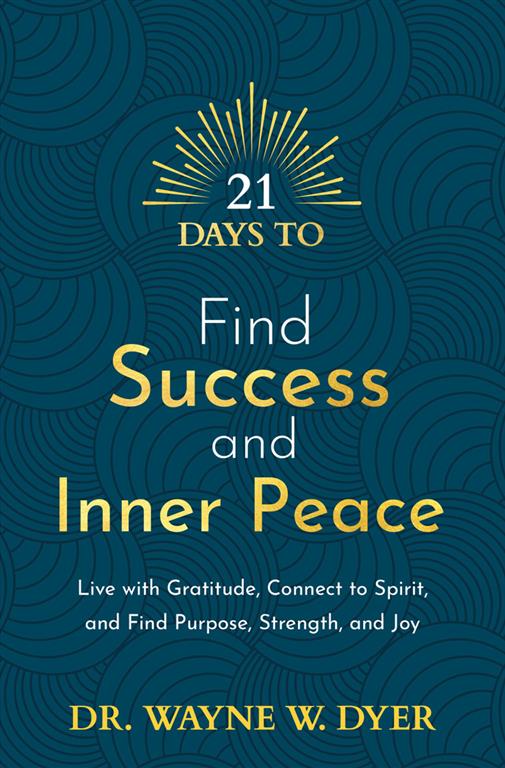 21
DAYS TO
Find
Success
and
Inner Peace
Live with Gratitude, Connect to Spirit,
and Find Purpose, Strength, and Joy
DR. WAYNE W. DYER